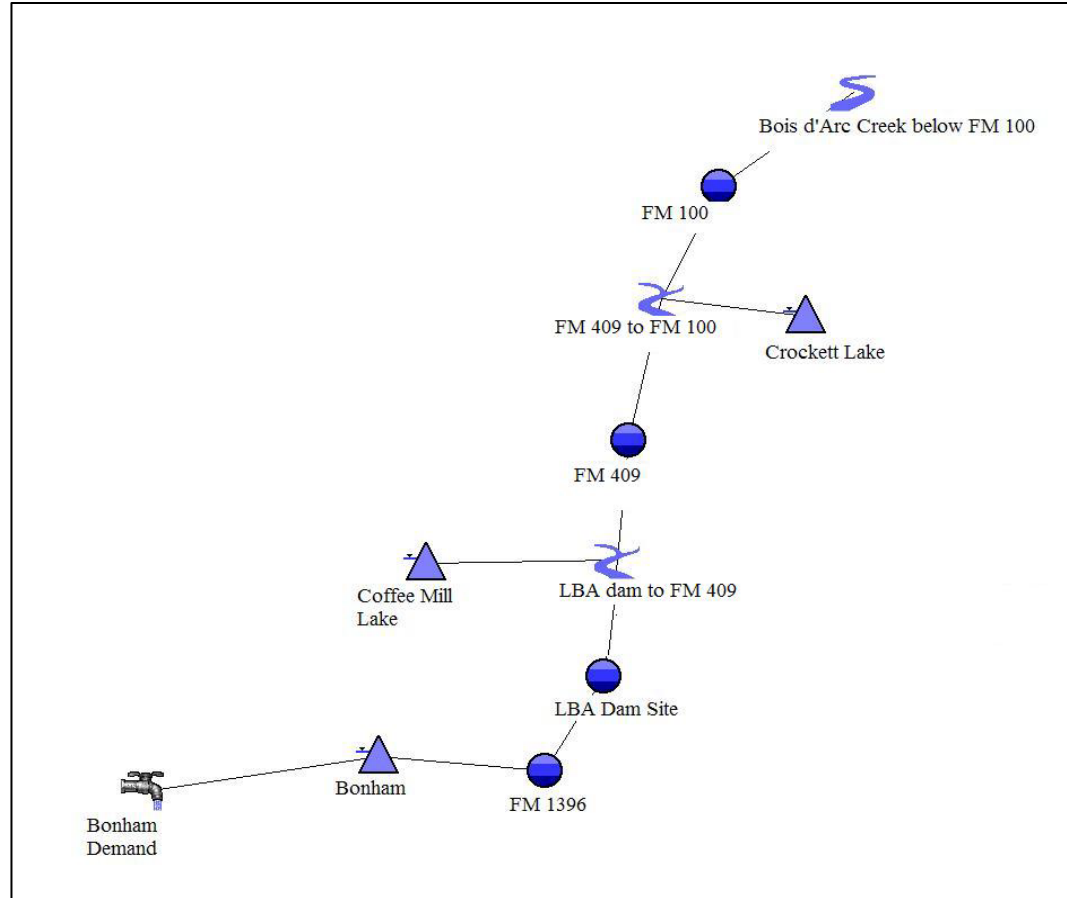 Bois d'Arc Creek below FM 100
FM 100
FM 409 to FM 100
Crockett Lake
FM 409
Coffee Mill
Lake
LBA dam to FM 409
LBA Dam Site
Bonham
FM 1396
Bonham
Demand